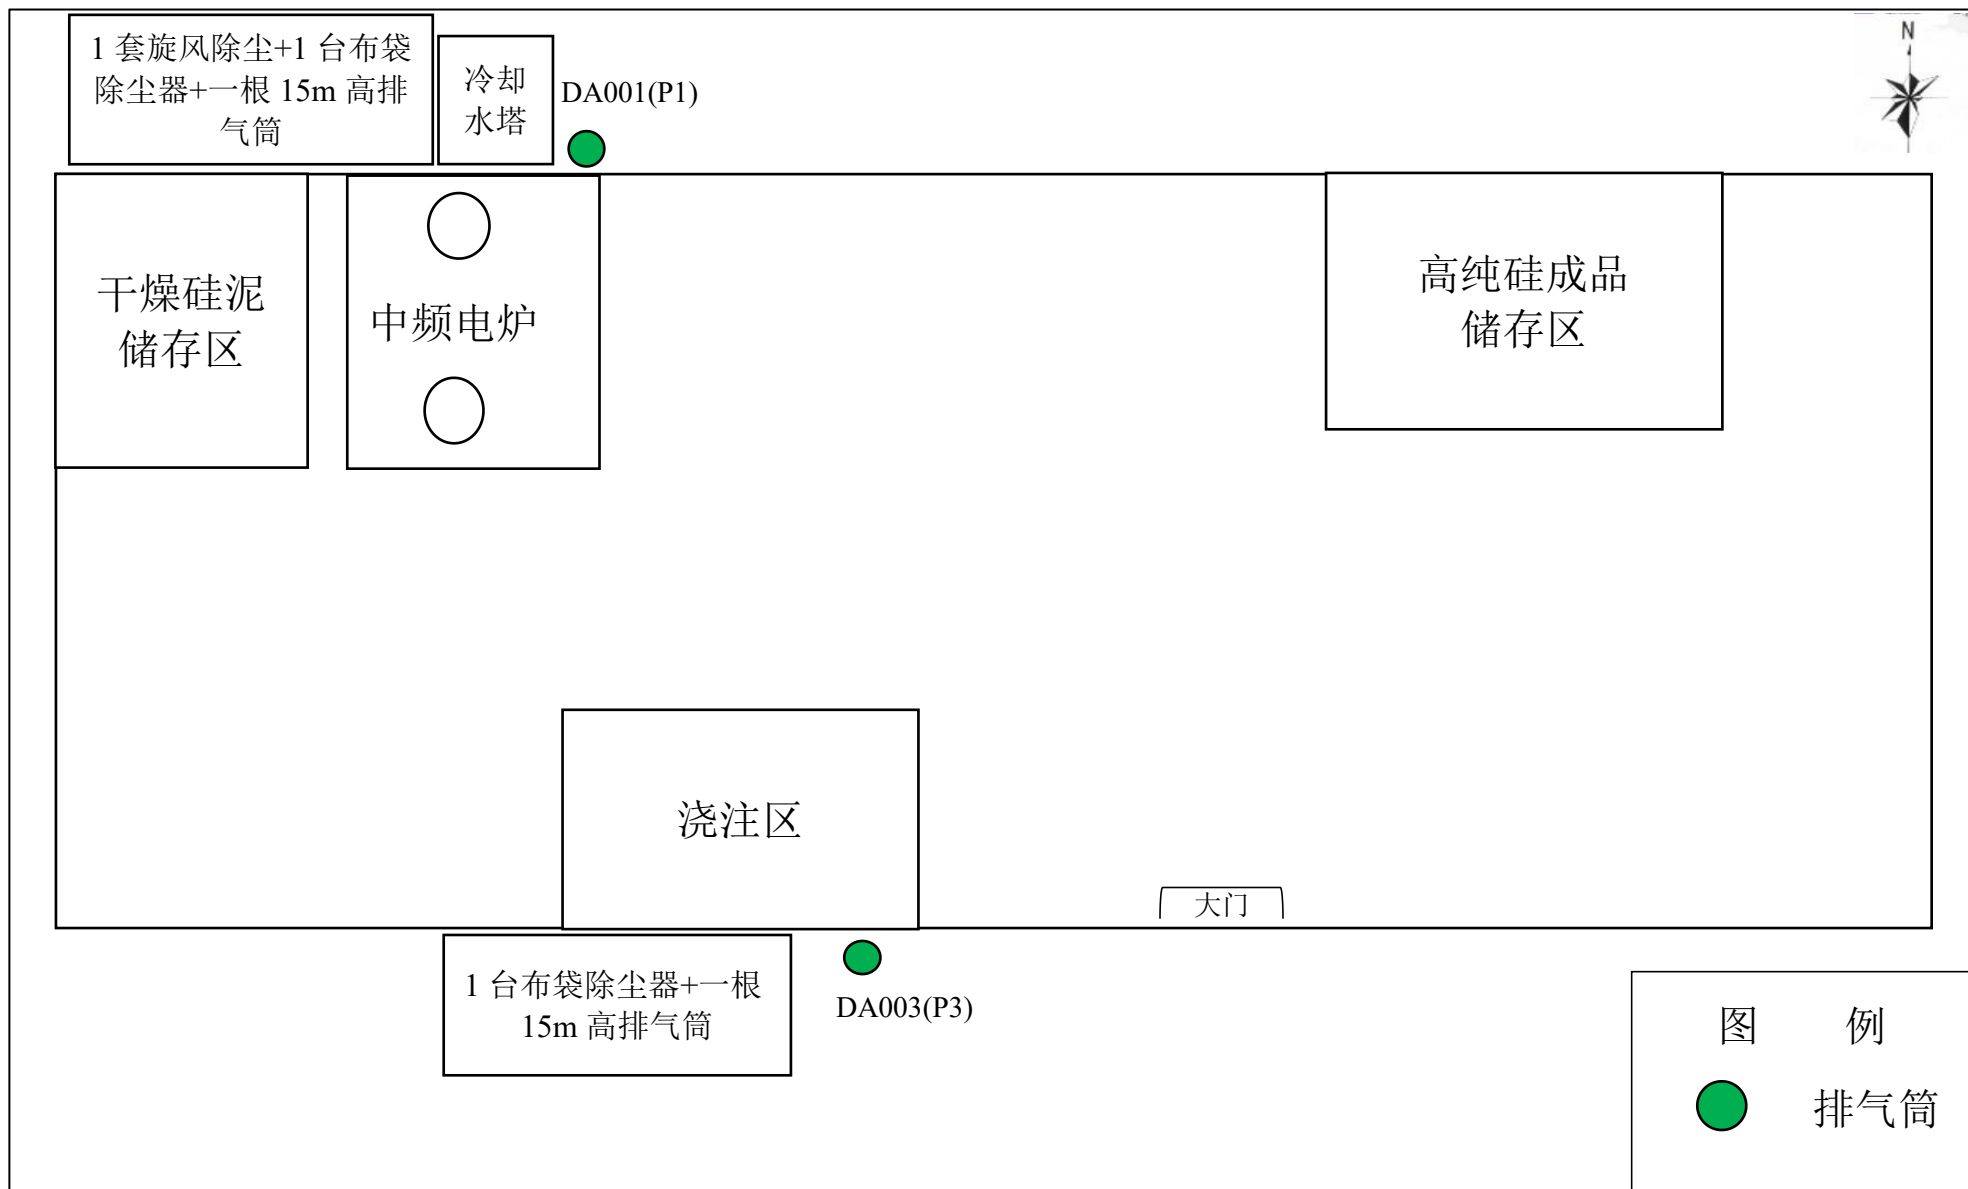 1 套旋风除尘+1 台布袋
除尘器+一根 15m 高排
气筒
冷却
水塔
DA001(P1)
N
干燥硅泥
储存区
中频电炉
高纯硅成品
储存区
浇注区
大门
1 台布袋除尘器+一根
15m 高排气筒
DA003(P3)
图 例
排气筒